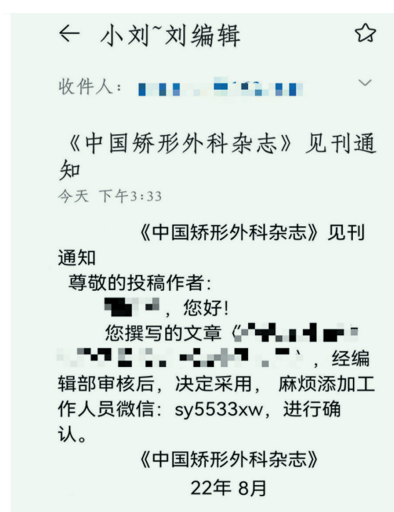 小刘~刘编辑
收件人:
《中国矫形外科杂志》见刊通
知
今天 下午3:33
《中国矫形外科杂志》见刊
通知
尊敬的投稿作者:
,您好!
您撰写的文章《
,经编
辑部审核后,决定采用, 麻烦添加工
作人员微信:sy5533xw,进行确
认。
《中国矫形外科杂志》
22年 8月